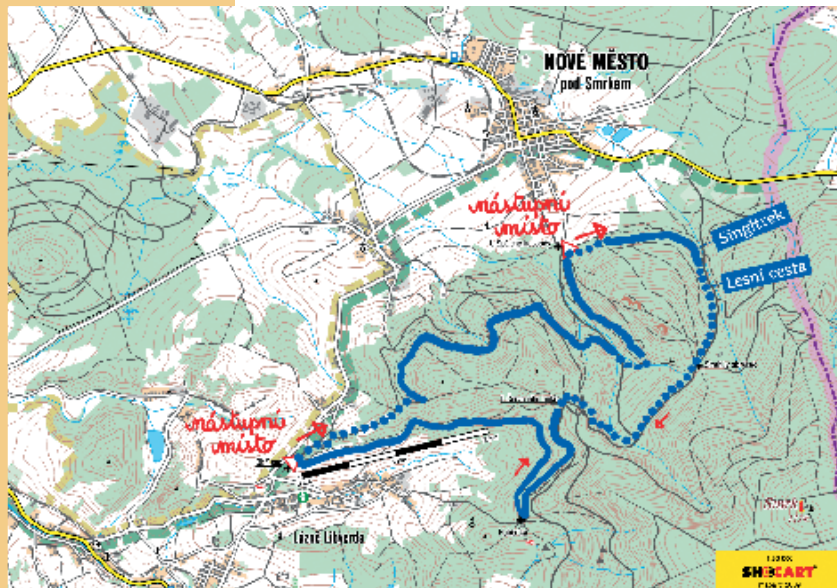 NOVÉ MĚSTO
pod Smrkem
nástupní
místo
Singltrek
Lesní cesta
nástupní
místo
Lázně Libverda
SHOCART